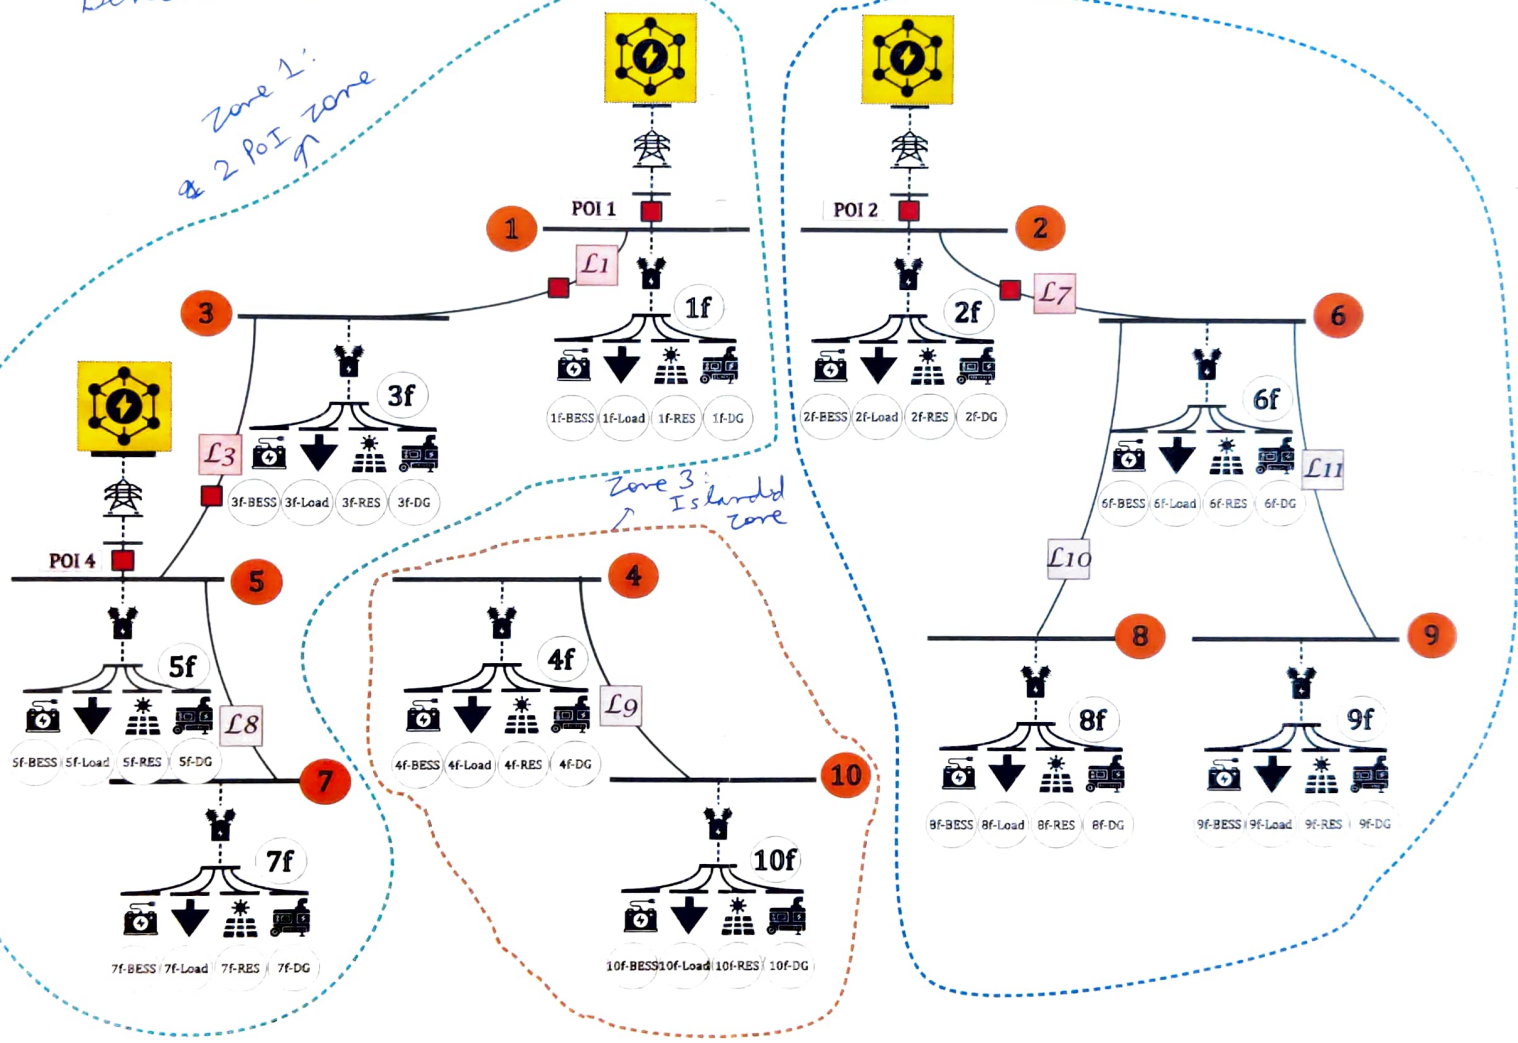 Zone 1:
2 PoI zone
POI 1
1
L1
POI 2
2
L7
3
1f
2f
6
3f
1f-BESS
1f-Load
1f-RES
1f-DG
2f-BESS
2f-Load
2f-RES
2f-DG
6f
L3
L11
3f-BESS
3f-Load
3f-RES
3f-DG
Zone 3:
Islanded
zone
6f-BESS
6f-Load
6f-RES
6f-DG
POI 4
5
4
L10
5f
4f
8
9
L9
L8
8f
9f
5f-BESS
5f-Load
5f-RES
5f-DG
4f-BESS
4f-Load
4f-RES
4f-DG
7
10
8f-BESS
8f-Load
8f-RES
8f-DG
9f-BESS
9f-Load
9f-RES
9f-DG
7f
10f
7f-BESS
7f-Load
7f-RES
7f-DG
10f-BESS
10f-Load
10f-RES
10f-DG